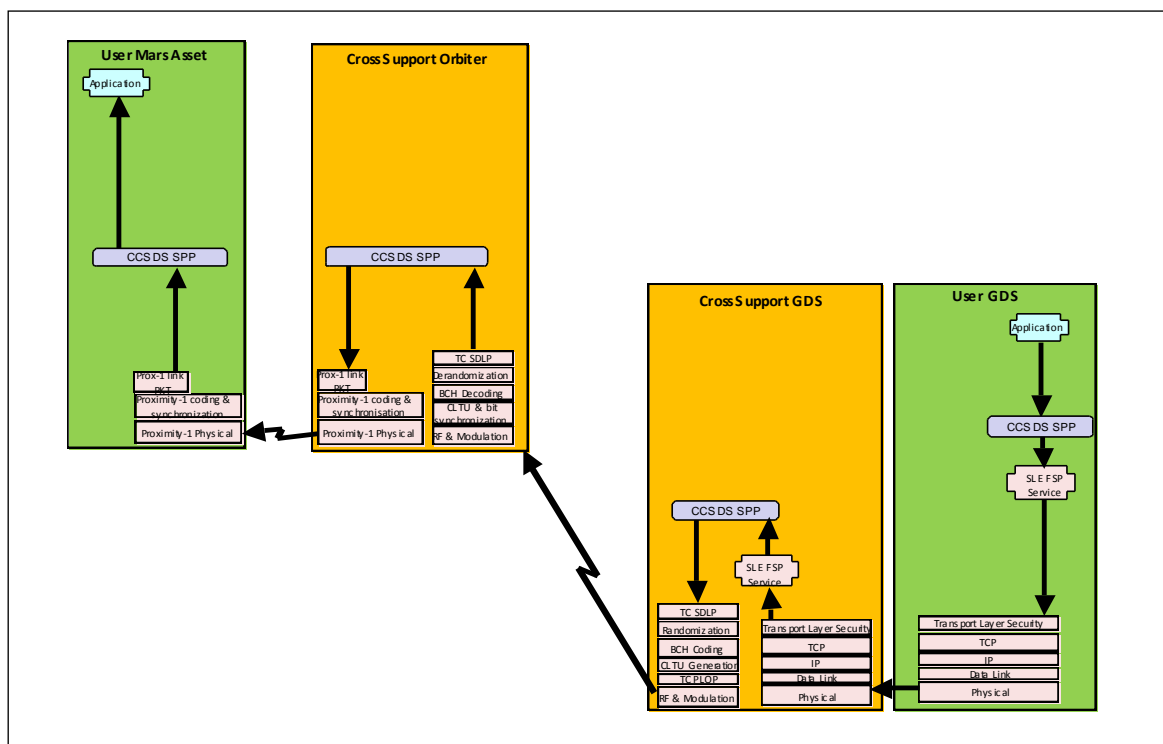 User Mars Asset
Application
CCSDS SPP
Prox-1 link
PKT
Proximity-1 coding &
synchronization
Proximity-1 Physical
Cross Support Orbiter
CCSDS SPP
Prox-1 link
PKT
Proximity-1 coding &
synchronisation
Proximity-1 Physical
TC SDLP
Derandomization
BCH Decoding
CLTU & bit
synchronization
RF & Modulation
Cross Support GDS
CCSDS SPP
SLE FSP
Service
TC SDLP
Randomization
BCH Coding
CLTU Generation
TC PLOP
RF & Modulation
Transport Layer Security
TCP
IP
Data Link
Physical
User GDS
Application
CCSDS SPP
SLE FSP
Service
Transport Layer Security
TCP
IP
Data Link
Physical